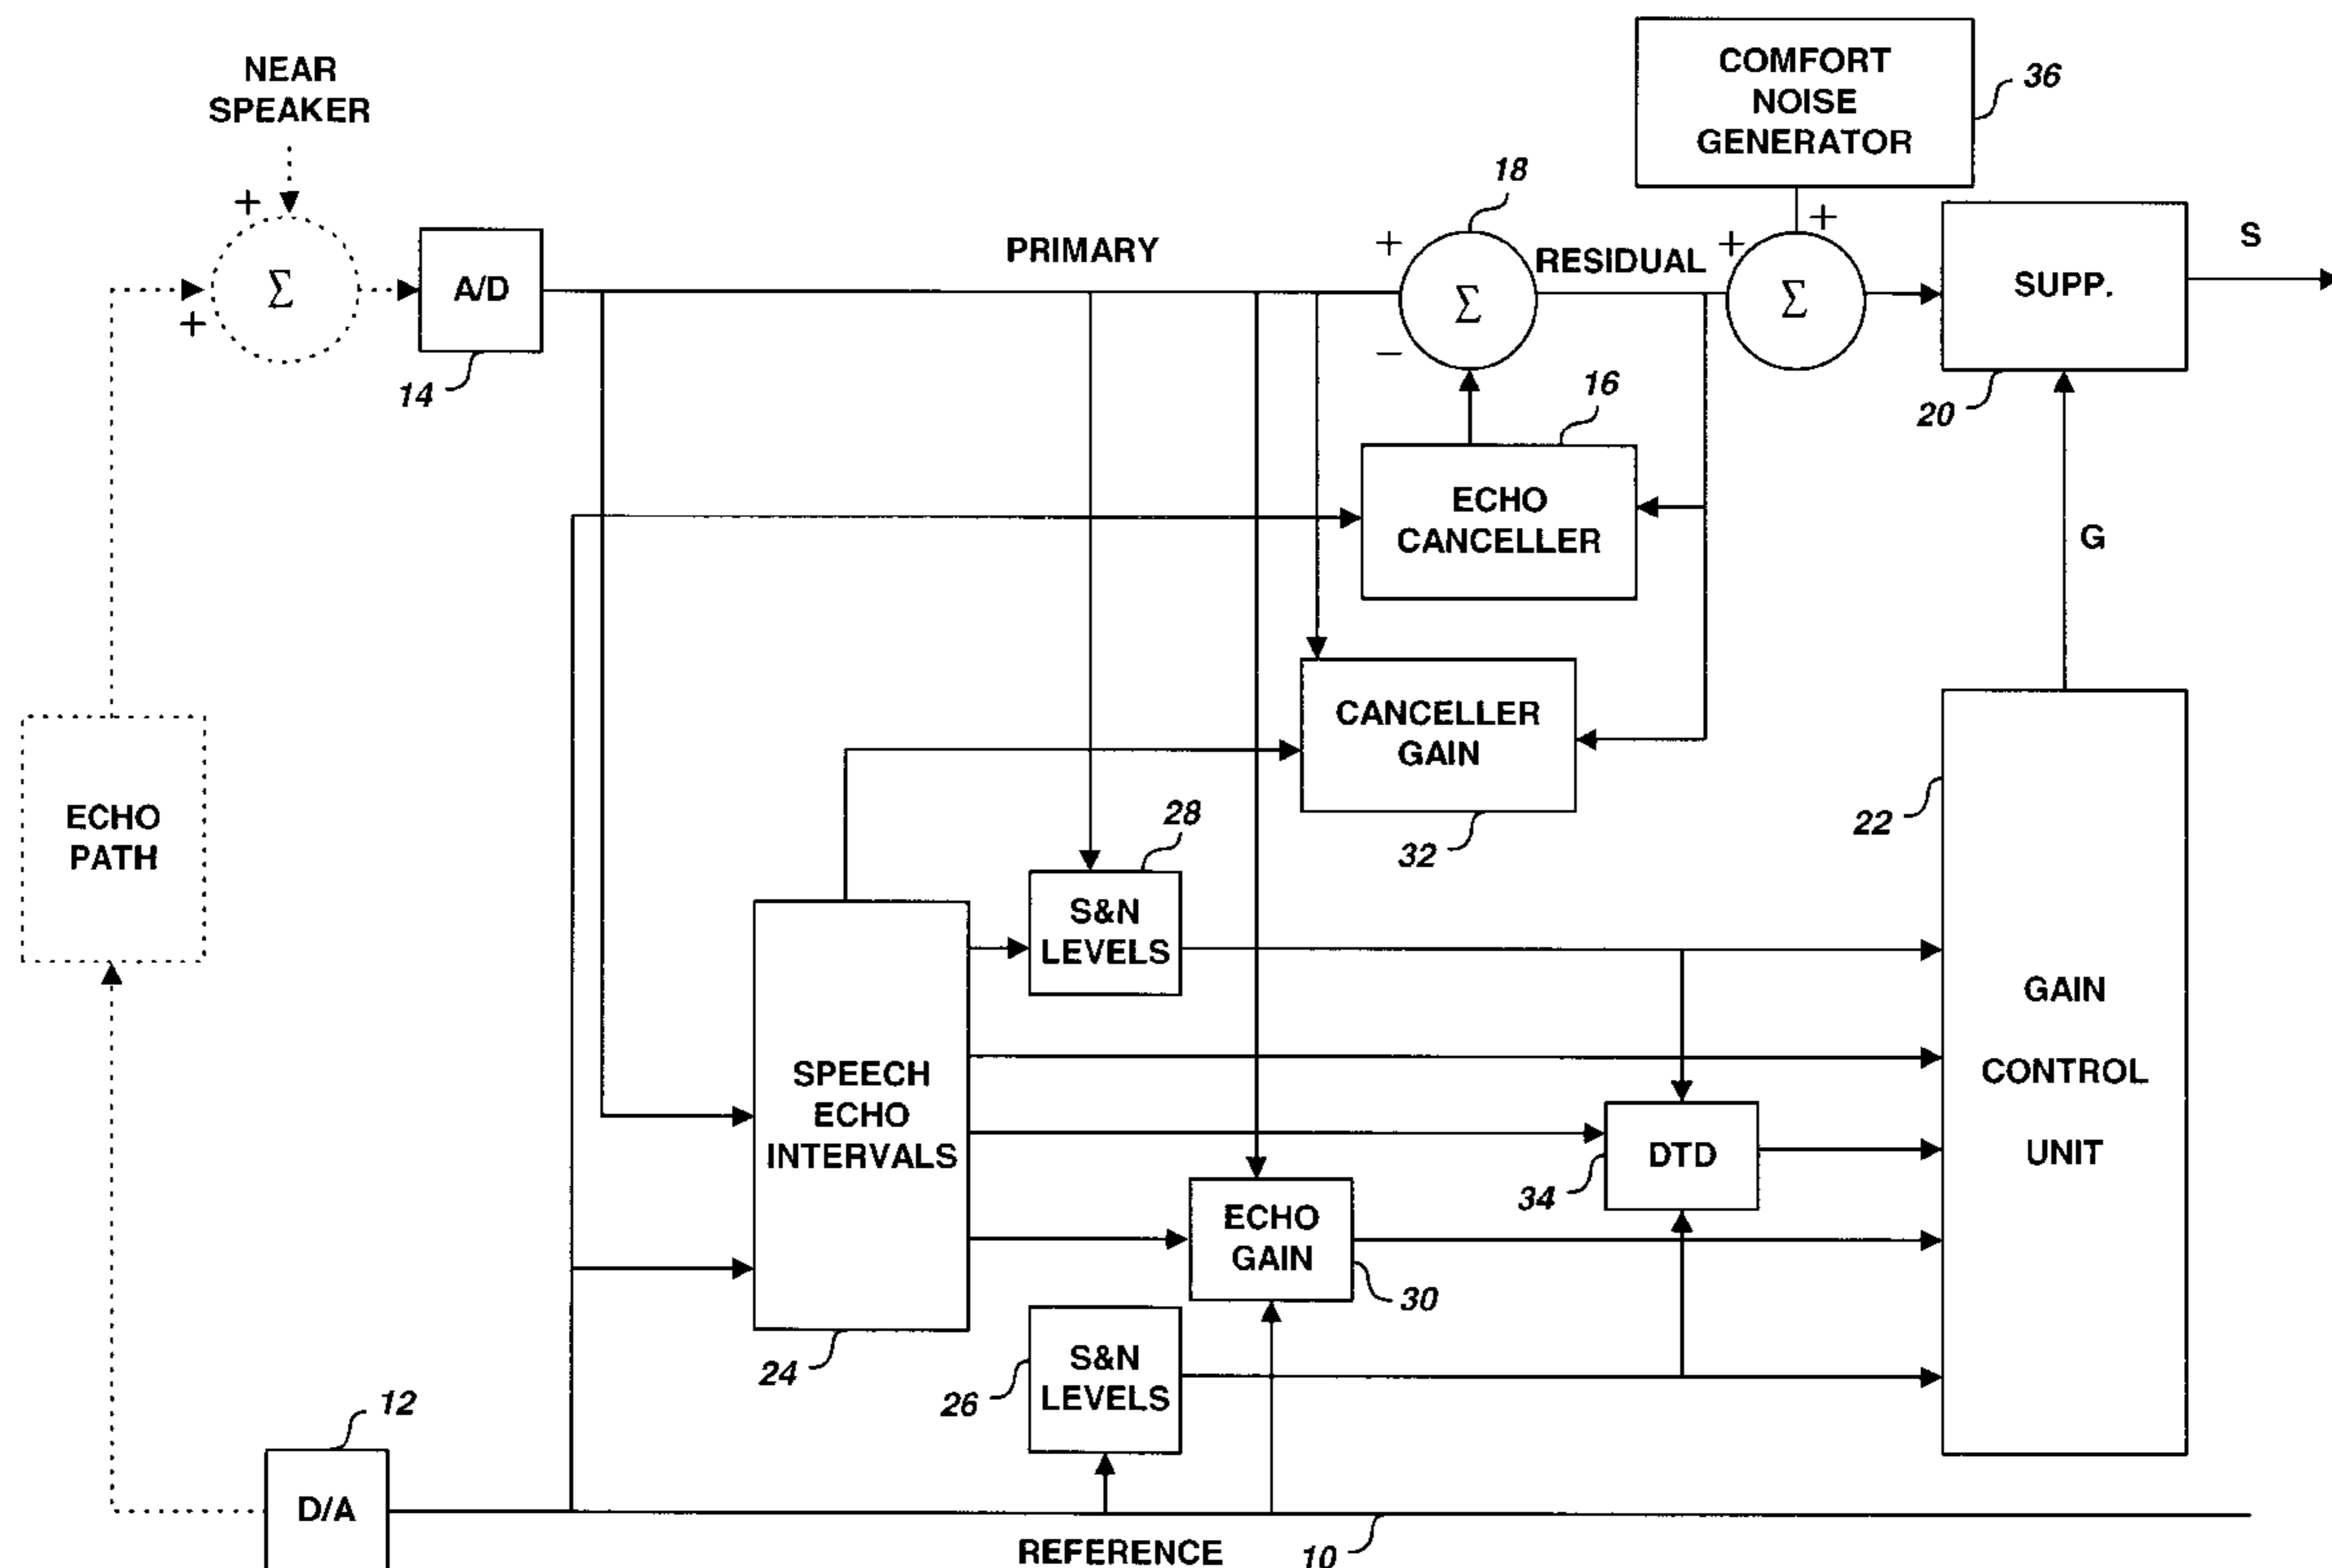 COMFORT
NOISE
GENERATOR
36
NEAR
SPEAKER
+
Σ
+
A/D
14
PRIMARY
18
+
Σ
−
RESIDUAL
+
+
Σ
SUPP.
20
S
16
ECHO
CANCELLER
G
CANCELLER
GAIN
32
ECHO
PATH
28
S&N
LEVELS
22
GAIN
CONTROL
UNIT
SPEECH
ECHO
INTERVALS
24
DTD
34
ECHO
GAIN
30
S&N
LEVELS
26
12
D/A
REFERENCE
10